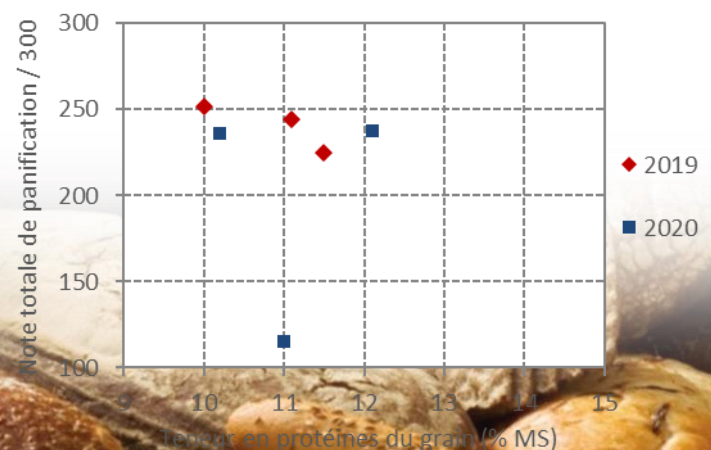 Note totale de panification / 300
300
250
200
150
100
9 10 11 12 13 14 15
Teneur en protéines du grain (% MS)
2019
2020